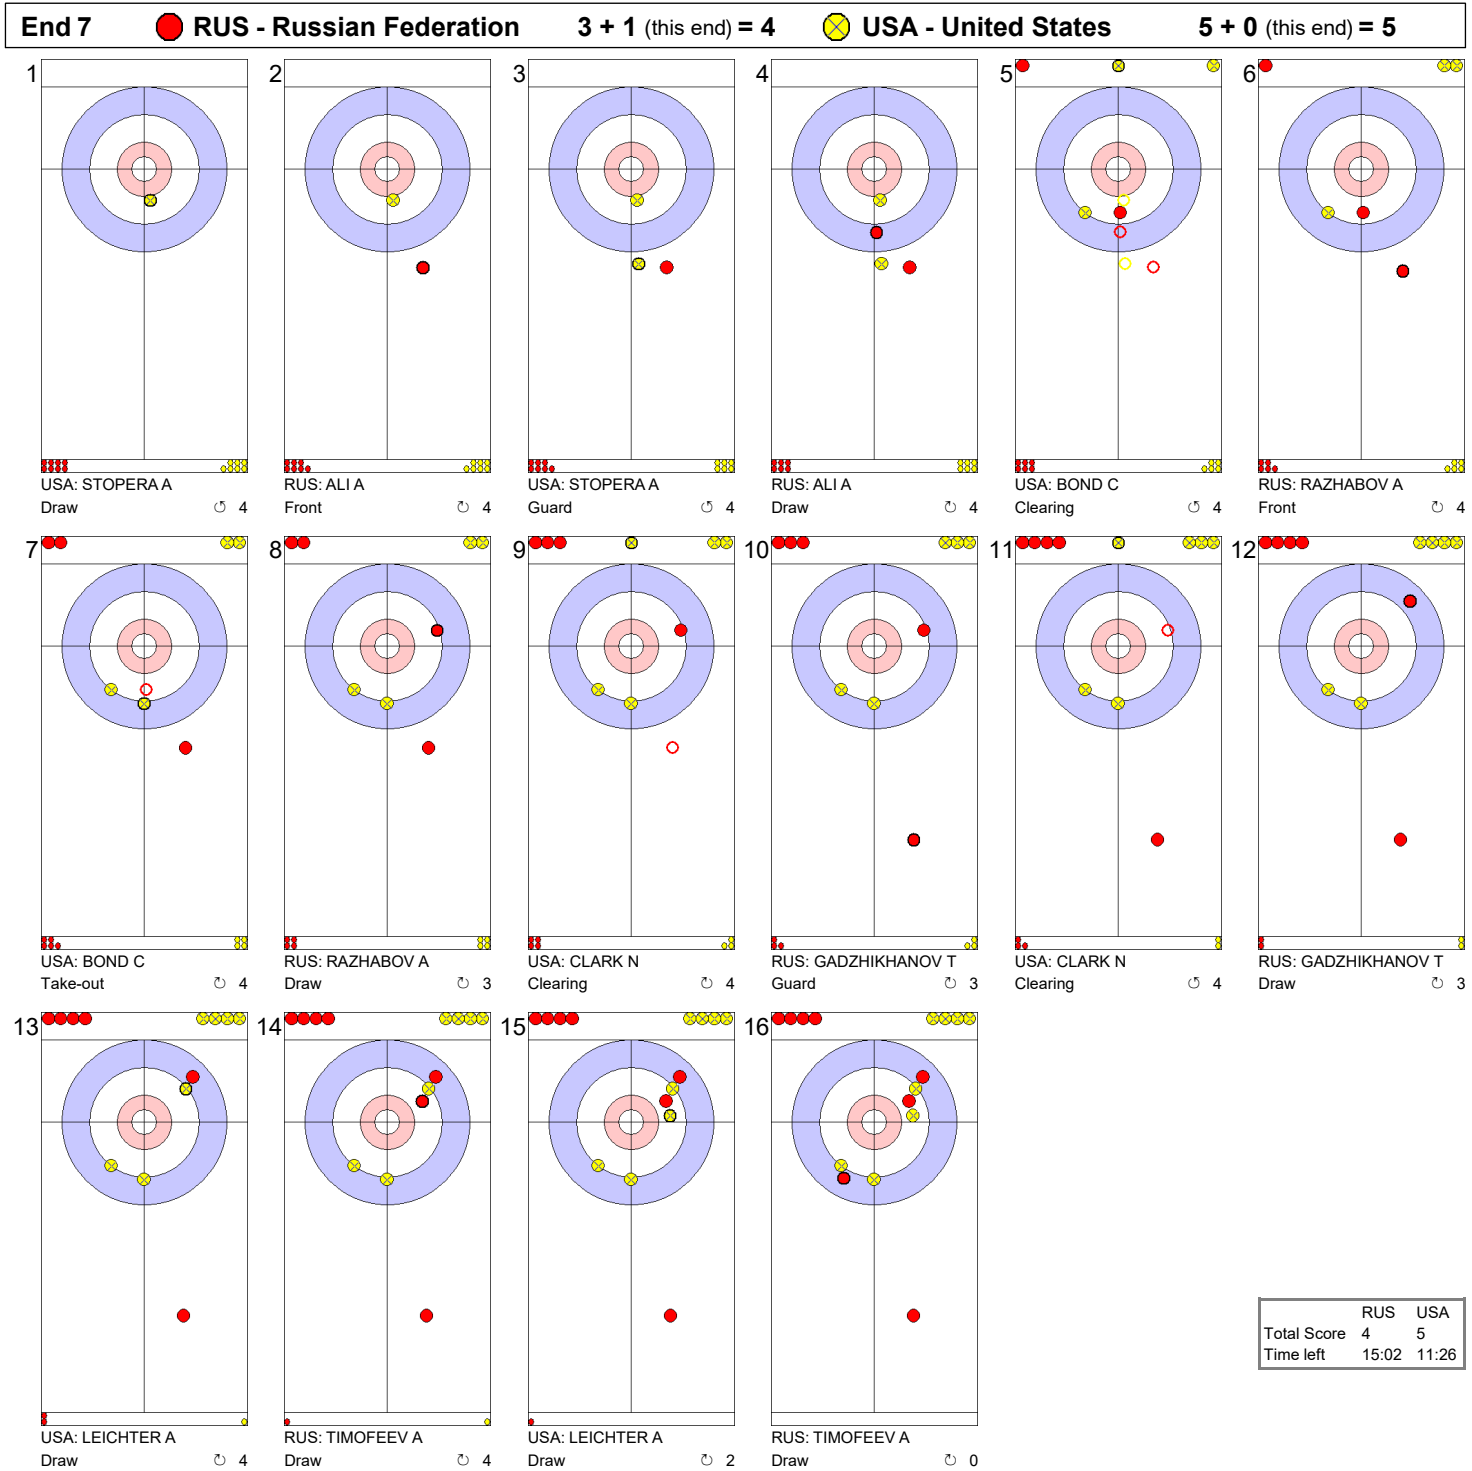 End 7 RUS - Russian Federation 3 + 1 (this end) = 4 USA - United States 5 + 0 (this end) = 5
1 2 3 4 5 6
USA: STOPERA A RUS: ALI A USA: STOPERA A RUS: ALI A USA: BOND C RUS: RAZHABOV A
Draw ↺ 4 Front ↻ 4 Guard ↺ 4 Draw ↻ 4 Clearing ↻ 4 Front ↻ 4
7 8 9 10 11 12
USA: BOND C RUS: RAZHABOV A USA: CLARK N RUS: GADZHIKHANOV T USA: CLARK N RUS: GADZHIKHANOV T
Take-out ↻ 4 Draw ↻ 3 Clearing ↻ 4 Guard ↻ 3 Clearing ↺ 4 Draw ↻ 3
13 14 15 16
RUS USA
Total Score 4 5
Time left 15:02 11:26
USA: LEICHTER A RUS: TIMOFEEV A USA: LEICHTER A RUS: TIMOFEEV A
Draw ↻ 4 Draw ↻ 4 Draw ↻ 2 Draw ↻ 0